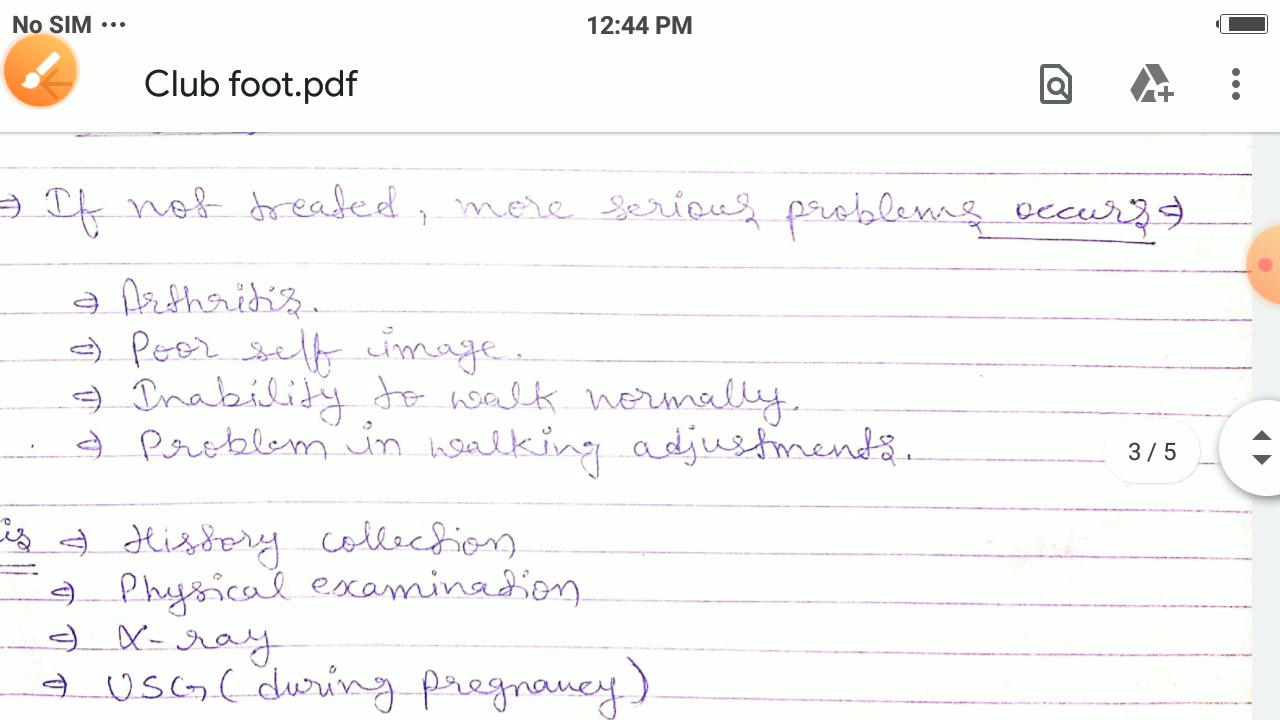 No SIM ...
12:44 PM
Club foot.pdf
⇒ If not treated, more serious problems occurs ⇒
⇒ Arthritis.
⇒ Poor self image.
⇒ Inability to walk normally.
⇒ Problem in walking adjustments.
3 / 5
is ⇒ History collection
⇒ Physical examination
⇒ X-ray
⇒ USG (during pregnancy)